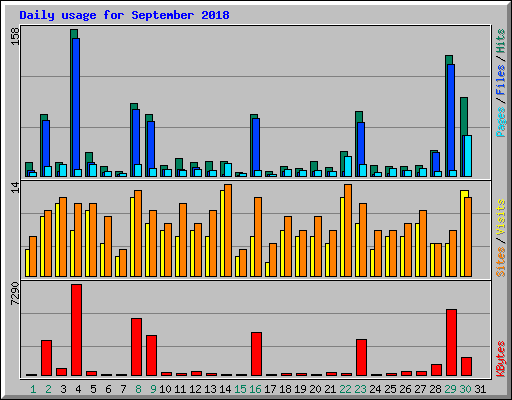 Daily usage for September 2018
158
Pages / Files / Hits
14
Sites / Visits
7290
KBytes
1 2 3 4 5 6 7 8 9 10 11 12 13 14 15 16 17 18 19 20 21 22 23 24 25 26 27 28 29 30 31